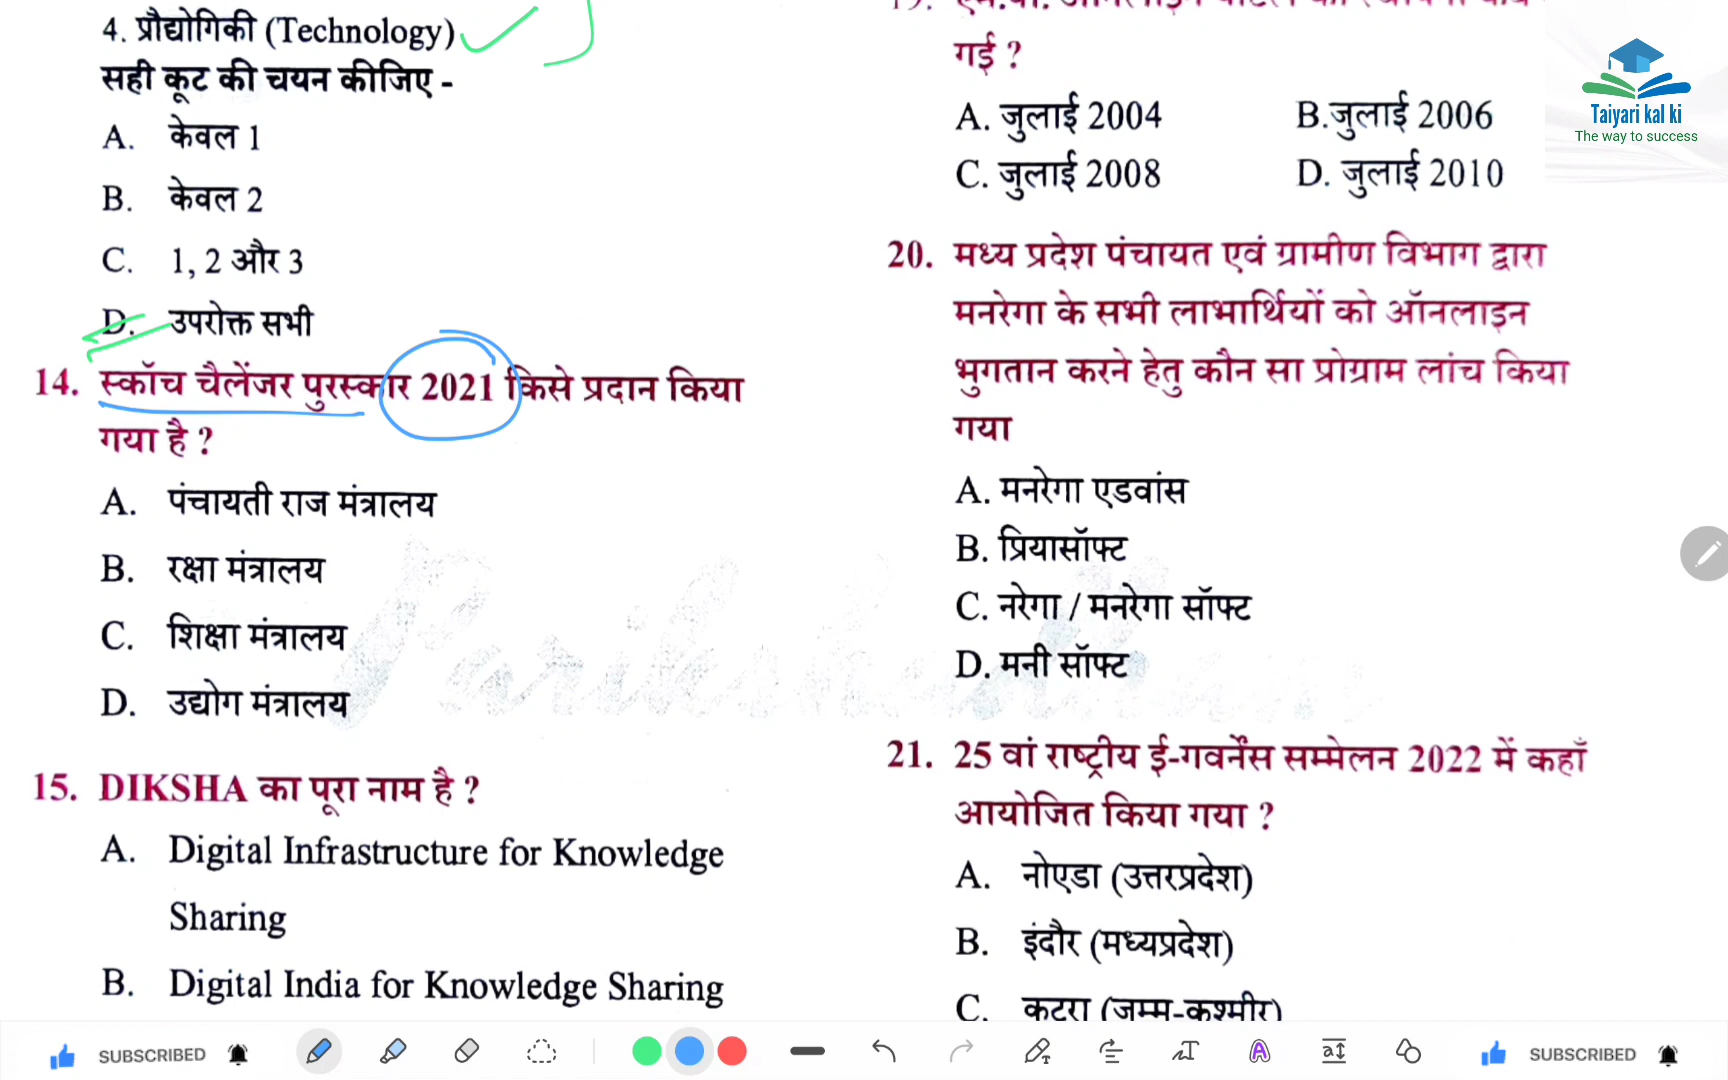 4. प्रौद्योगिकी (Technology)
सही कूट की चयन कीजिए -
A. केवल 1
B. केवल 2
C. 1, 2 और 3
D. उपरोक्त सभी
14. स्कॉच चैलेंजर पुरस्कार 2021 किसे प्रदान किया
गया है ?
A. पंचायती राज मंत्रालय
B. रक्षा मंत्रालय
C. शिक्षा मंत्रालय
D. उद्योग मंत्रालय
15. DIKSHA का पूरा नाम है ?
A. Digital Infrastructure for Knowledge
Sharing
B. Digital India for Knowledge Sharing
गई ?
A. जुलाई 2004 B.जुलाई 2006
C. जुलाई 2008 D. जुलाई 2010
20. मध्य प्रदेश पंचायत एवं ग्रामीण विभाग द्वारा
मनरेगा के सभी लाभार्थियों को ऑनलाइन
भुगतान करने हेतु कौन सा प्रोग्राम लांच किया
गया
A. मनरेगा एडवांस
B. प्रियासॉफ्ट
C. नरेगा / मनरेगा सॉफ्ट
D. मनी सॉफ्ट
21. 25 वां राष्ट्रीय ई-गवर्नेंस सम्मेलन 2022 में कहाँ
आयोजित किया गया ?
A. नोएडा (उत्तरप्रदेश)
B. इंदौर (मध्यप्रदेश)
C. कटरा (जम्मू-कश्मीर)
Taiyari kal ki
The way to success
SUBSCRIBED
SUBSCRIBED